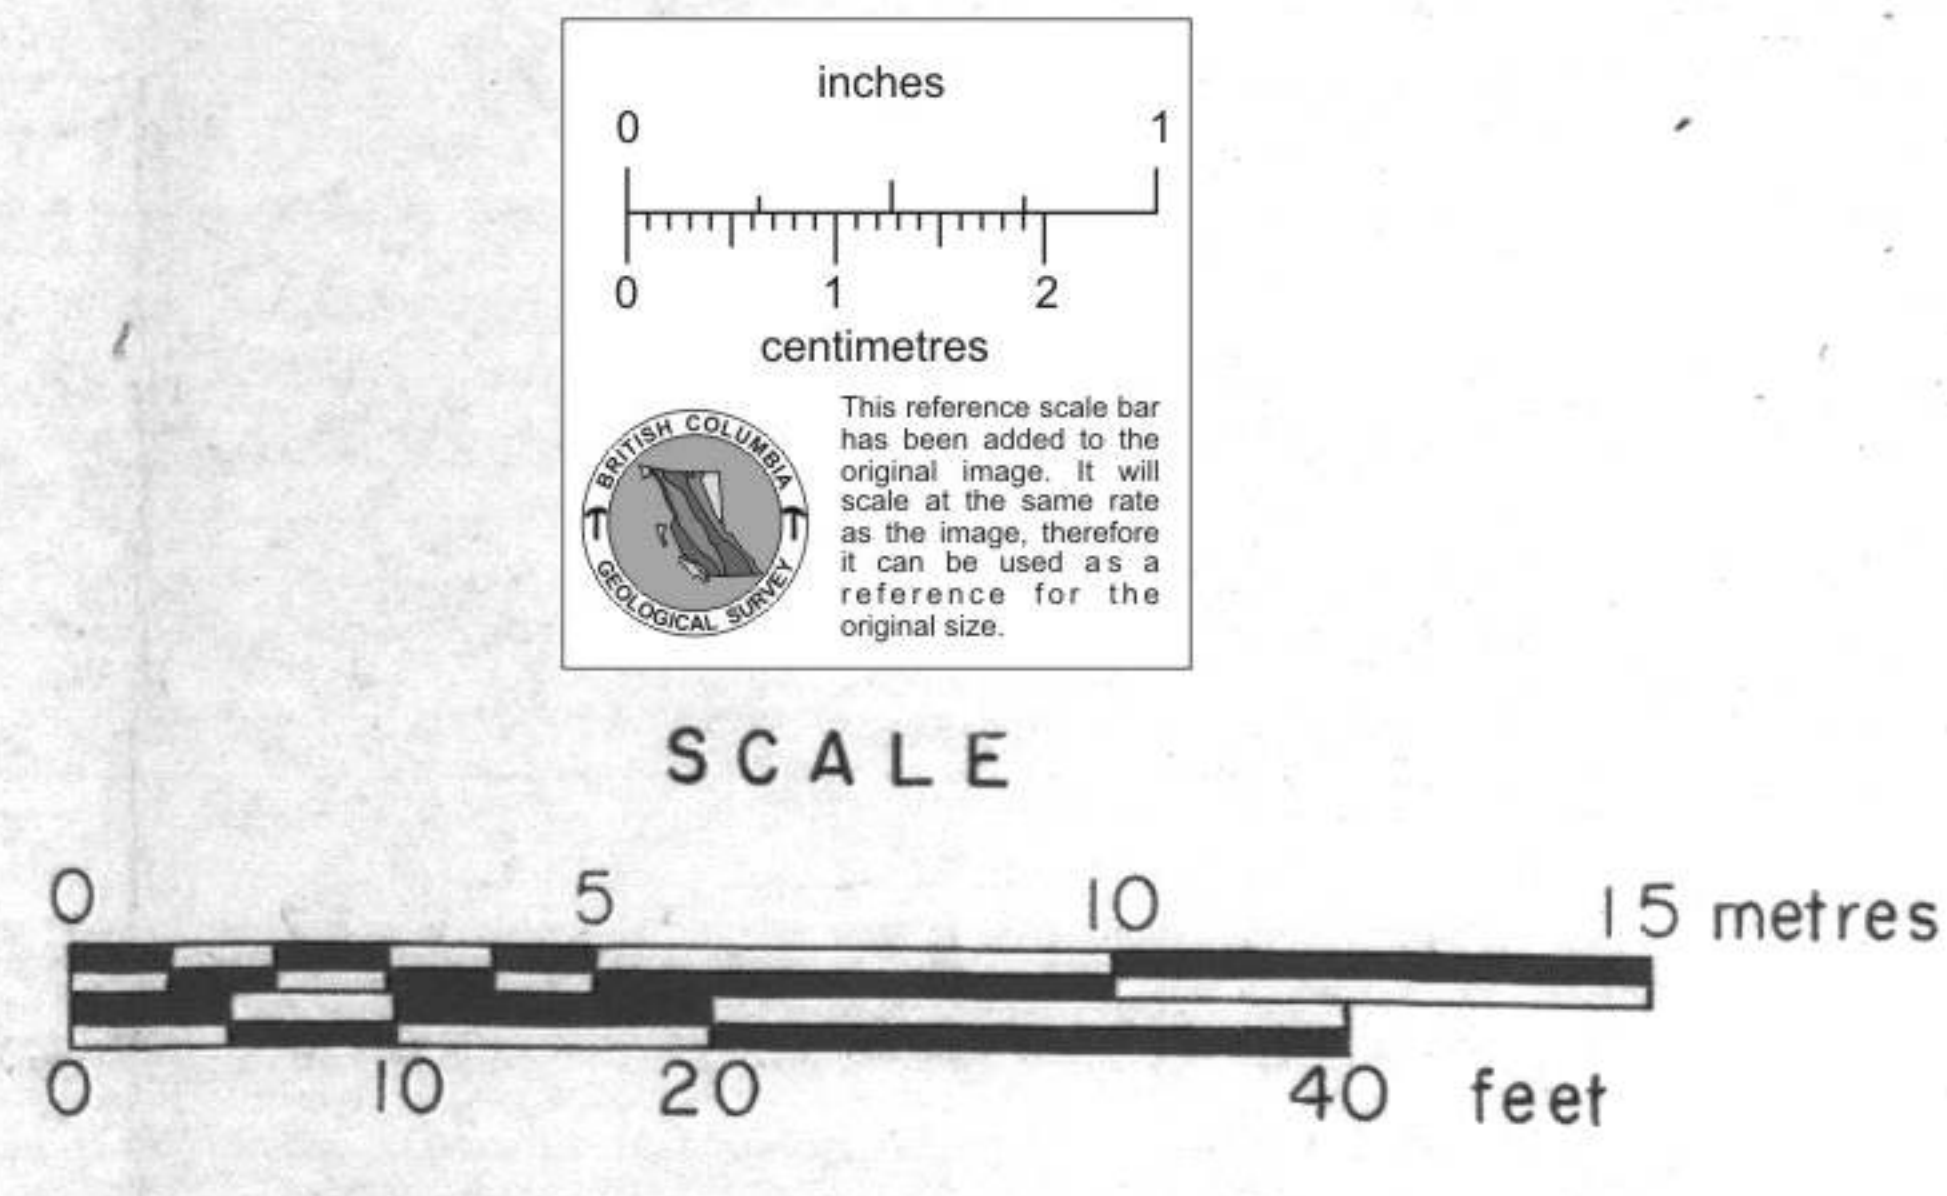 inches
0 1
0 1 2
centimetres
BRITISH COLUMBIA
GEOLOGICAL SURVEY
This reference scale bar
has been added to the
original image. It will
scale at the same rate
as the image, therefore
it can be used as a
reference for the
original size.
SCALE
0 5 10 15 metres
0 10 20 40 feet